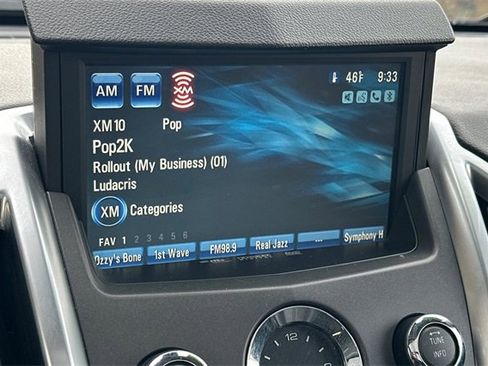 AM FM XM 46F 9:33
XM10 Pop
Pop2K
Rollout (My Business) (01)
Ludacris
XM Categories
FAV 1 2 3 4 5 6
Ozzy's Bone 1st Wave FM98.9 Real Jazz --- Symphony H
TUNE
INFO